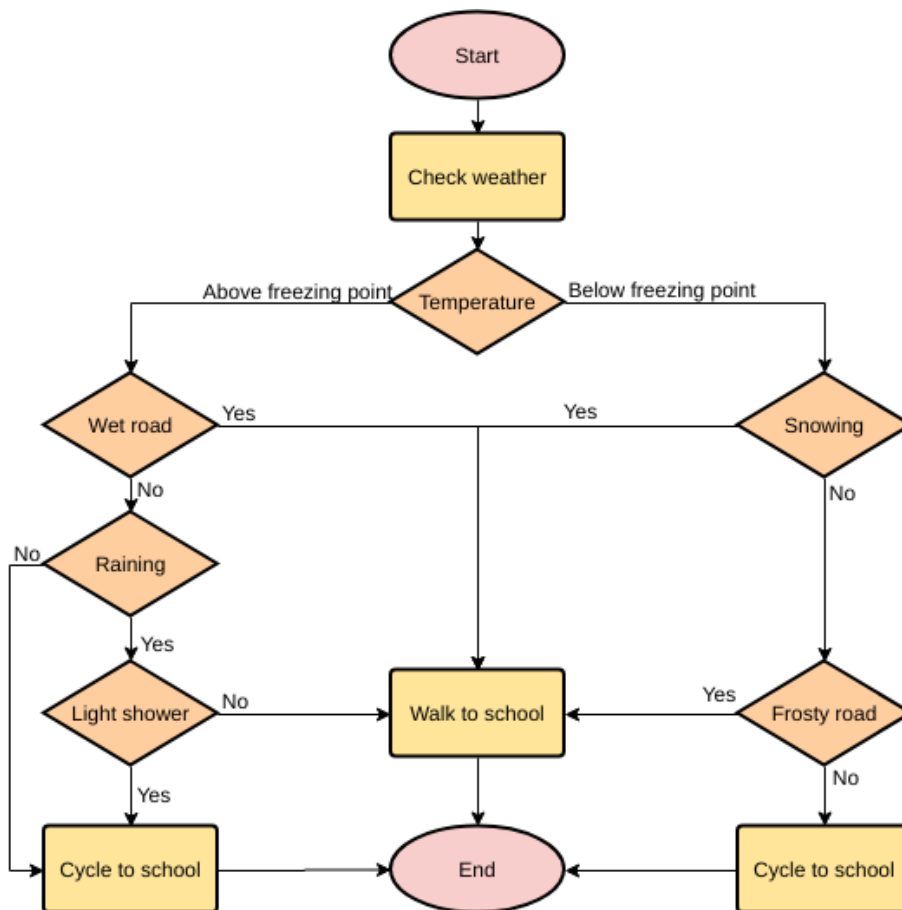 Start
Check weather
Above freezing point
Temperature
Below freezing point
Wet road
Yes
Yes
Snowing
No
No
No
Raining
Yes
Light shower
No
Walk to school
Yes
Frosty road
Yes
No
Cycle to school
End
Cycle to school